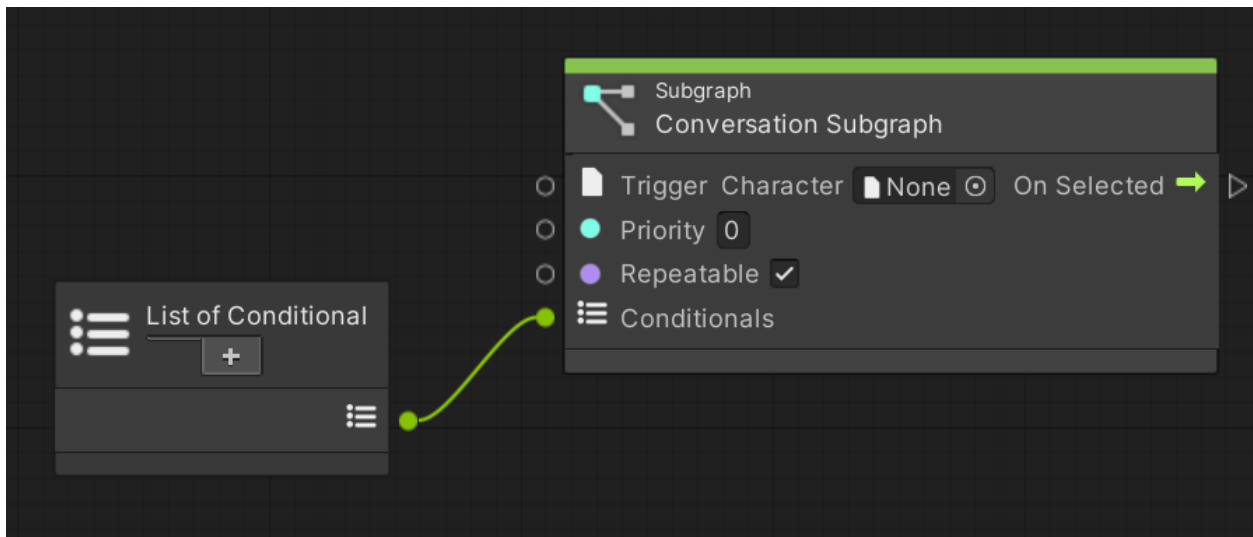 Subgraph
Conversation Subgraph
Trigger Character None On Selected
Priority 0
Repeatable
Conditionals
List of Conditional
+